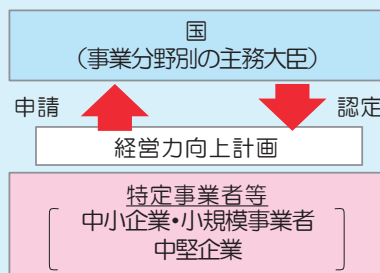 国
（事業分野別の主務大臣）
申請
認定
経営力向上計画
特定事業者等
中小企業・小規模事業者
中堅企業